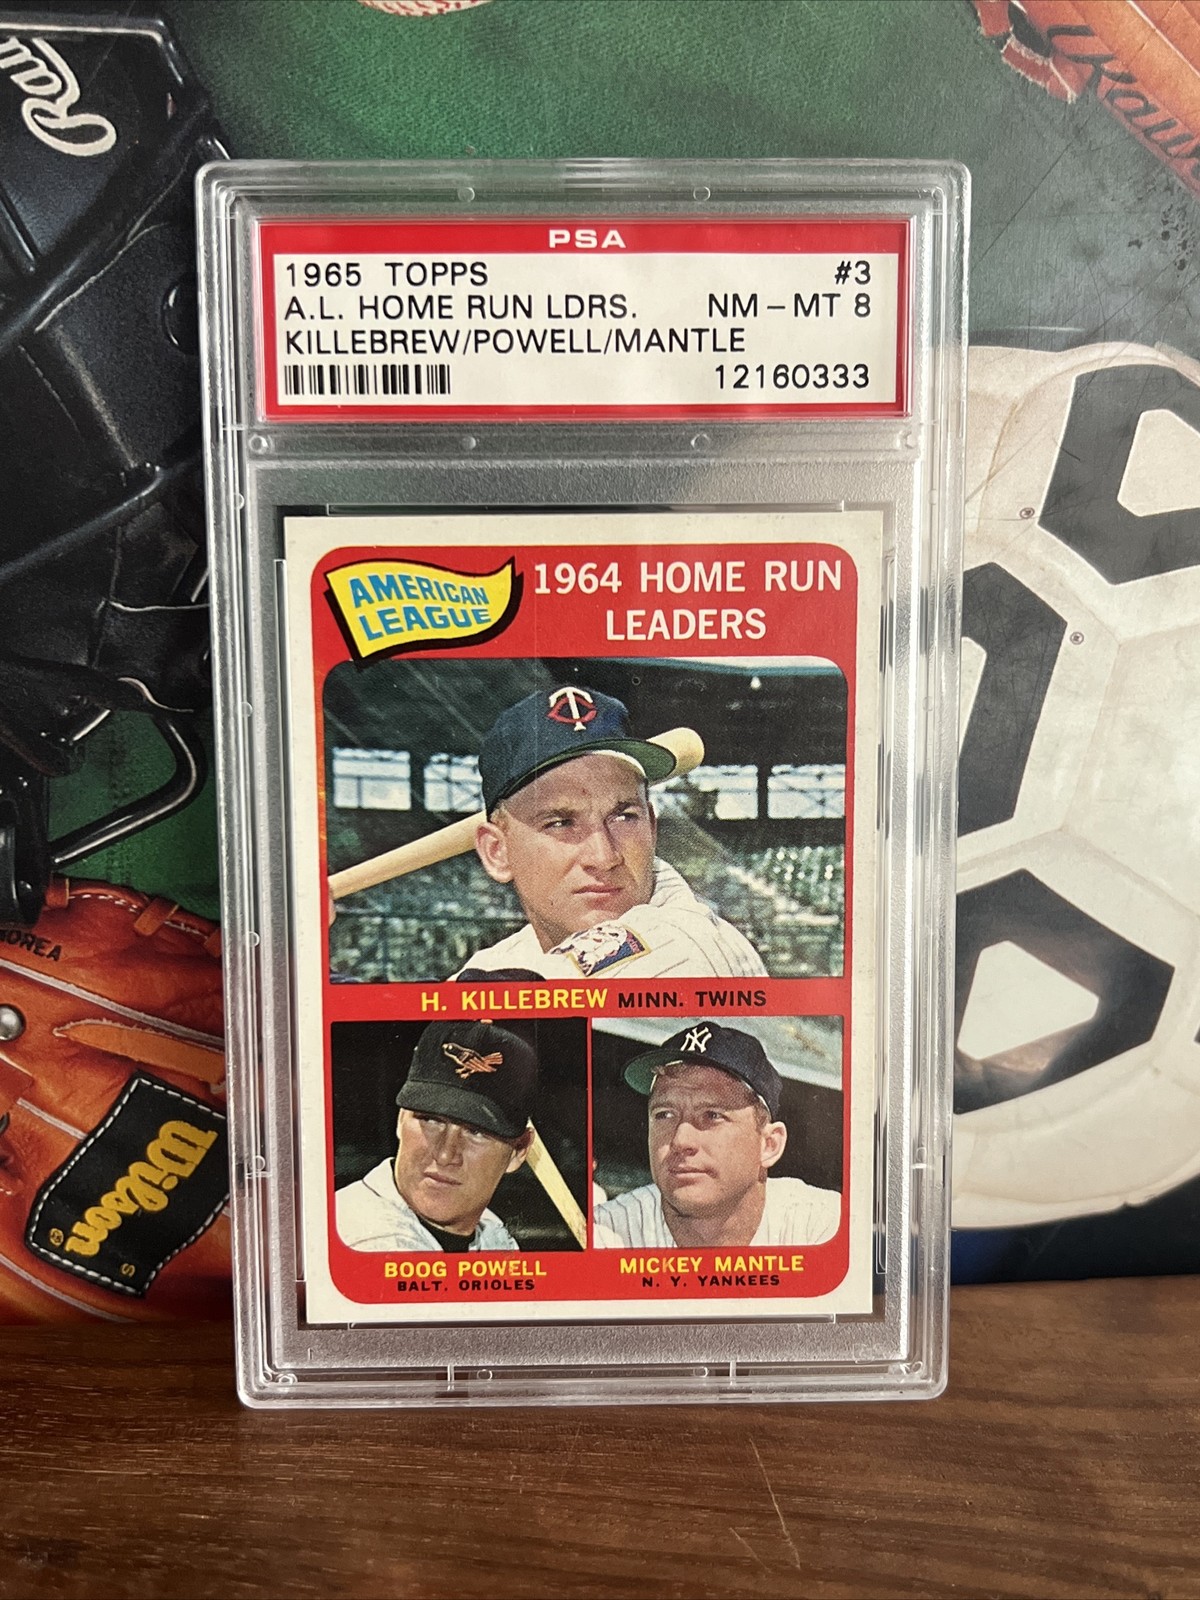 PSA
1965 TOPPS #3
A.L. HOME RUN LDRS. NM - MT 8
KILLEBREW/POWELL/MANTLE
12160333
AMERICAN
LEAGUE
1964 HOME RUN
LEADERS
H. KILLEBREW MINN. TWINS
BOOG POWELL
BALT. ORIOLES
MICKEY MANTLE
N. Y. YANKEES
Wilson